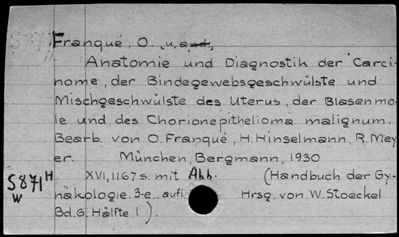 Franqué, O. u. and.
Anatomie und Diagnostik der Carci-
nome, der Bindegewebsgeschwülste und
Mischgeschwülste des Uterus, der Blasenmo-
le und des Chorionepithelioma malignum.
Bearb. von O. Franqué, H. Hinselmann, R. Mey
er. München, Bergmann, 1930
5871 H
W
XVI, 1167 s. mit Abb. (Handbuch der Gy-
näkologie. 3-e. aufl. Hrsg. von W. Stoeckel
Bd. 6. Hälfte 1).